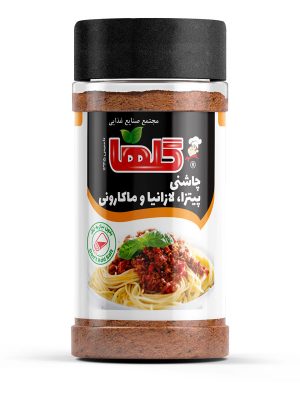 مجتمع صنایع غذایی
گلها
®
چاشنی
پیتزا، لازانیا و ماکارونی